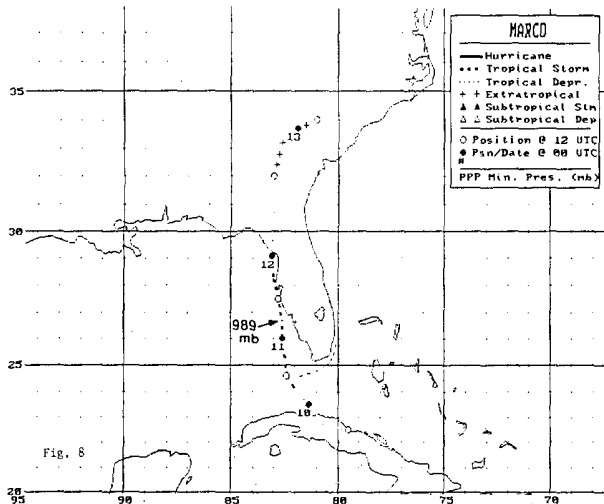 MARCO
Hurricane
Tropical Storm
Tropical Depr.
Extratropical
Subtropical Stm
Subtropical Dep
Position @ 12 UTC
Psn/Date @ 00 UTC
PPP Min. Pres. (mb)
35
13
30
12
989
mb
11
25
10
Fig. 8
20
95
90
85
80
75
70